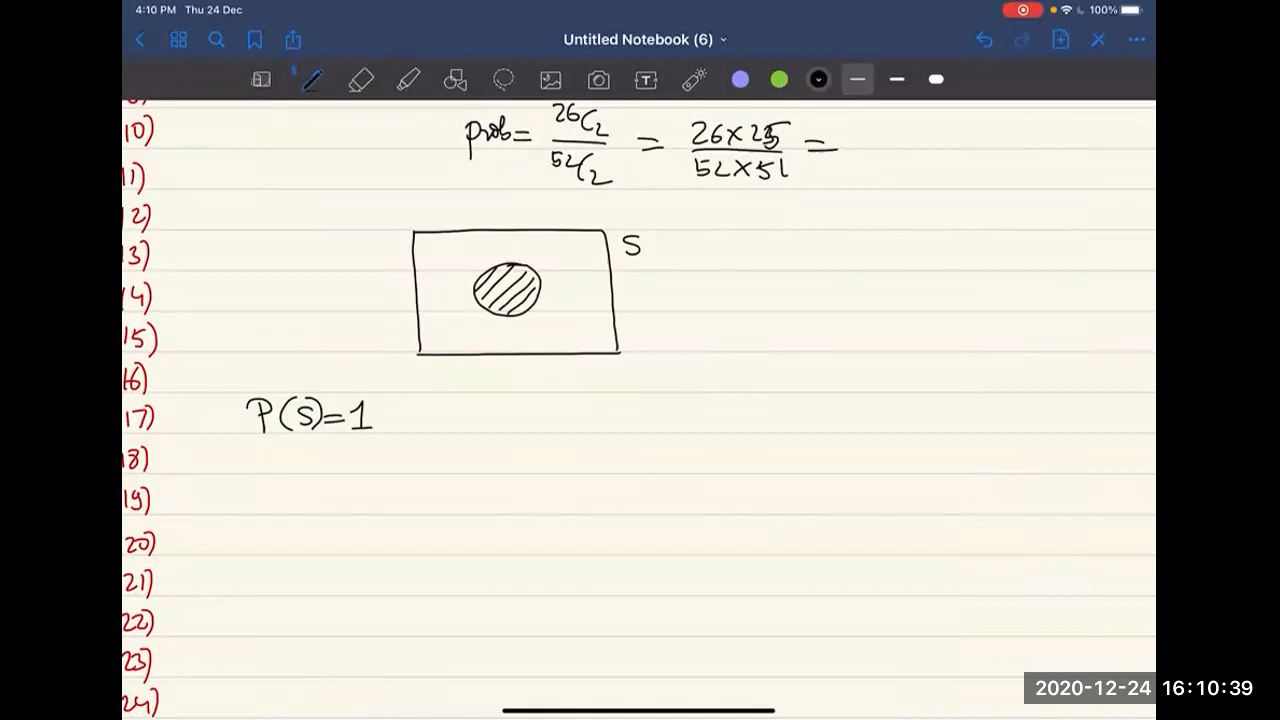 4:10 PM Thu 24 Dec
100%
Untitled Notebook (6)
T
10)
prob = 26C2 / 52C2 = 26×25 / 52×51 =
11)
12)
S
13)
14)
15)
16)
17)
P(S)=1
18)
19)
20)
21)
22)
23)
24)
2020-12-24 16:10:39